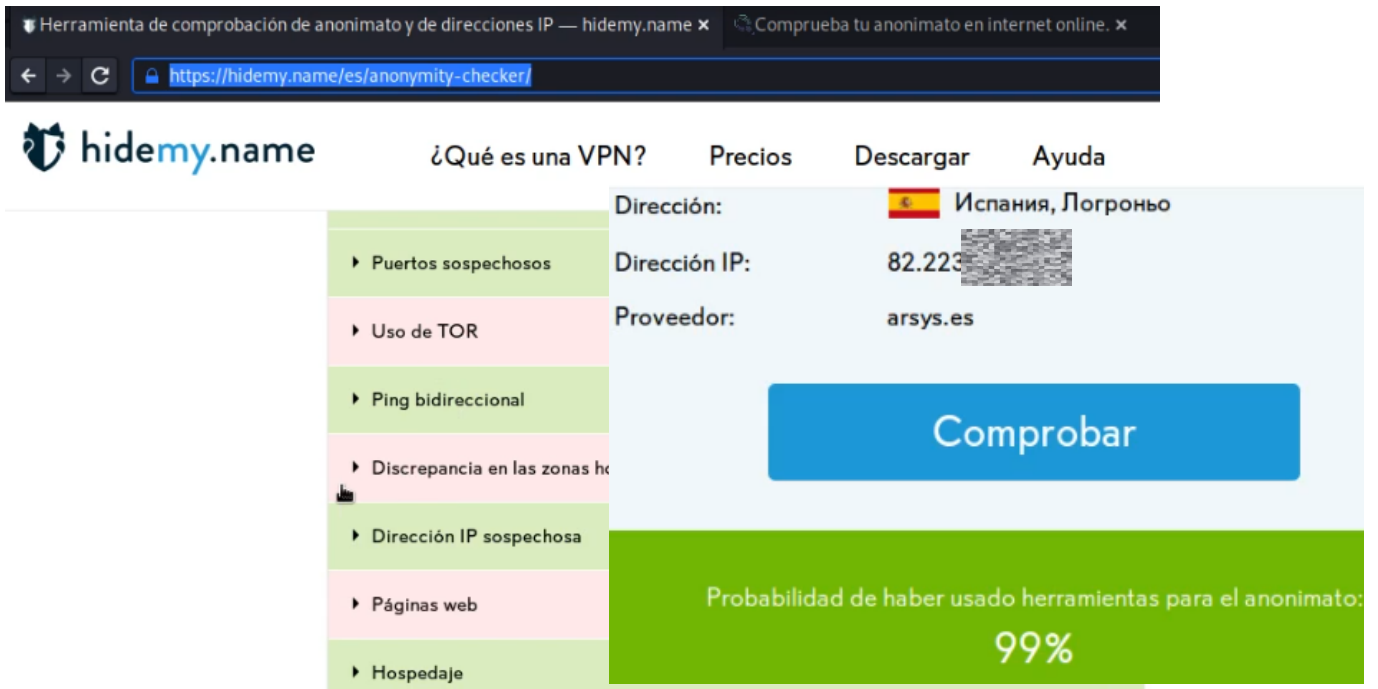 Herramienta de comprobación de anonimato y de direcciones IP — hidemy.name ×
Comprueba tu anonimato en internet online. ×
https://hidemy.name/es/anonymity-checker/
hidemy.name
¿Qué es una VPN?
Precios
Descargar
Ayuda
Puertos sospechosos
Uso de TOR
Ping bidireccional
Discrepancia en las zonas
Dirección IP sospechosa
Páginas web
Hospedaje
Dirección:
Испания, Логроньо
Dirección IP:
82.223
Proveedor:
arsys.es
Comprobar
Probabilidad de haber usado herramientas para el anonimato:
99%